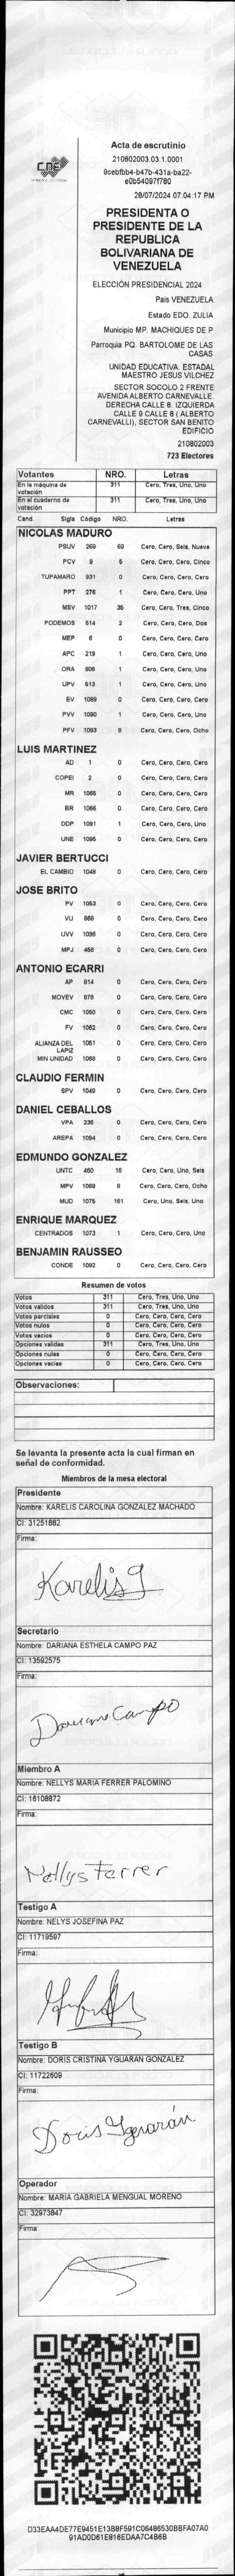 CNE
Acta de escrutinio
210802003.03.1.0001
9cebfbb4-b47b-431a-ba22-
e0b54097f780
28/07/2024 07:04:17 PM
PRESIDENTA O
PRESIDENTE DE LA
REPUBLICA
BOLIVARIANA DE
VENEZUELA
ELECCIÓN PRESIDENCIAL 2024
País VENEZUELA
Estado EDO. ZULIA
Municipio MP. MACHIQUES DE P
Parroquia PQ. BARTOLOME DE LAS
CASAS
UNIDAD EDUCATIVA ESTADAL
MAESTRO JESUS VILCHEZ
SECTOR SOCOLO 2 FRENTE
AVENIDA ALBERTO CARNEVALLE.
DERECHA CALLE 8. IZQUIERDA
CALLE 9 CALLE 8 ( ALBERTO
CARNEVALLI), SECTOR SAN BENITO
EDIFICIO
210802003
723 Electores
Votantes NRO. Letras
En la máquina de votación 311 Cero, Tres, Uno, Uno
En el cuaderno de votación 311 Cero, Tres, Uno, Uno
Cand. Sigla Código NRO. Letras
NICOLAS MADURO
PSUV 269 69 Cero, Cero, Seis, Nueve
PCV 9 5 Cero, Cero, Cero, Cinco
TUPAMARO 931 0 Cero, Cero, Cero, Cero
PPT 276 1 Cero, Cero, Cero, Uno
MSV 1017 35 Cero, Cero, Tres, Cinco
PODEMOS 514 2 Cero, Cero, Cero, Dos
MEP 6 0 Cero, Cero, Cero, Cero
APC 219 1 Cero, Cero, Cero, Uno
ORA 806 1 Cero, Cero, Cero, Uno
UPV 513 1 Cero, Cero, Cero, Uno
EV 1089 0 Cero, Cero, Cero, Cero
PVV 1090 1 Cero, Cero, Cero, Uno
PFV 1093 8 Cero, Cero, Cero, Ocho
LUIS MARTINEZ
AD 1 0 Cero, Cero, Cero, Cero
COPEI 2 0 Cero, Cero, Cero, Cero
MR 1065 0 Cero, Cero, Cero, Cero
BR 1066 0 Cero, Cero, Cero, Cero
DDP 1091 1 Cero, Cero, Cero, Uno
UNE 1095 0 Cero, Cero, Cero, Cero
JAVIER BERTUCCI
EL CAMBIO 1048 0 Cero, Cero, Cero, Cero
JOSE BRITO
PV 1053 0 Cero, Cero, Cero, Cero
VU 868 0 Cero, Cero, Cero, Cero
UVV 1096 0 Cero, Cero, Cero, Cero
MPJ 458 0 Cero, Cero, Cero, Cero
ANTONIO ECARRI
AP 914 0 Cero, Cero, Cero, Cero
MOVEV 878 0 Cero, Cero, Cero, Cero
CMC 1050 0 Cero, Cero, Cero, Cero
FV 1062 0 Cero, Cero, Cero, Cero
ALIANZA DEL LAPIZ 1051 0 Cero, Cero, Cero, Cero
MIN UNIDAD 1068 0 Cero, Cero, Cero, Cero
CLAUDIO FERMIN
SPV 1049 0 Cero, Cero, Cero, Cero
DANIEL CEBALLOS
VPA 236 0 Cero, Cero, Cero, Cero
AREPA 1094 0 Cero, Cero, Cero, Cero
EDMUNDO GONZALEZ
UNTC 460 16 Cero, Cero, Uno, Seis
MPV 1069 8 Cero, Cero, Cero, Ocho
MUD 1075 161 Cero, Uno, Seis, Uno
ENRIQUE MARQUEZ
CENTRADOS 1073 1 Cero, Cero, Cero, Uno
BENJAMIN RAUSSEO
CONDE 1092 0 Cero, Cero, Cero, Cero
Resumen de votos
Votos 311 Cero, Tres, Uno, Uno
Votos validos 311 Cero, Tres, Uno, Uno
Votos parciales 0 Cero, Cero, Cero, Cero
Votos nulos 0 Cero, Cero, Cero, Cero
Votos vacios 0 Cero, Cero, Cero, Cero
Opciones validas 311 Cero, Tres, Uno, Uno
Opciones nulas 0 Cero, Cero, Cero, Cero
Opciones vacias 0 Cero, Cero, Cero, Cero
Observaciones:
Se levanta la presente acta la cual firman en
señal de conformidad.
Miembros de la mesa electoral
Presidente
Nombre: KARELIS CAROLINA GONZALEZ MACHADO
CI: 31251882
Firma:
Karelis g
Secretario
Nombre: DARIANA ESTHELA CAMPO PAZ
CI: 13592575
Firma:
Dariana Campo
Miembro A
Nombre: NELLYS MARIA FERRER PALOMINO
CI: 16108872
Firma:
Nellys Ferrer
Testigo A
Nombre: NELYS JOSEFINA PAZ
CI: 11719597
Firma:
Testigo B
Nombre: DORIS CRISTINA YGUARAN GONZALEZ
CI: 11722609
Firma:
Doris Yguarán
Operador
Nombre: MARIA GABRIELA MENGUAL MORENO
CI: 32973847
Firma:
D33EAA4DE77E9451E13B8F591C06486530BBFA07A0
91AD0D61E816EDAA7C4B6B